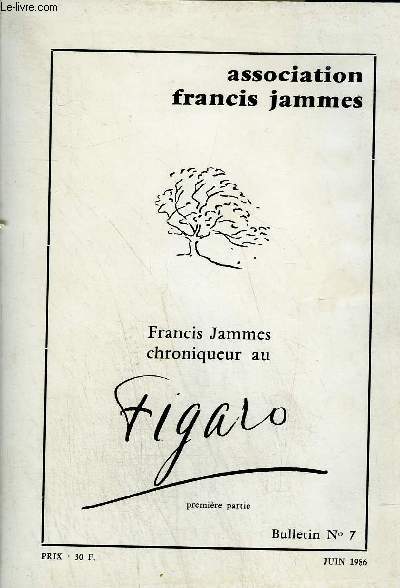 Le-livre.com
association
francis jammes
Francis Jammes
chroniqueur au
Figaro
première partie
Bulletin No 7
PRIX : 30 F.
JUIN 1986